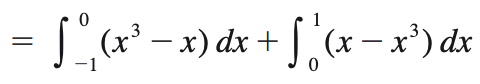 = ∫_{-1}^{0} (x³ − x) dx + ∫_{0}^{1} (x − x³) dx